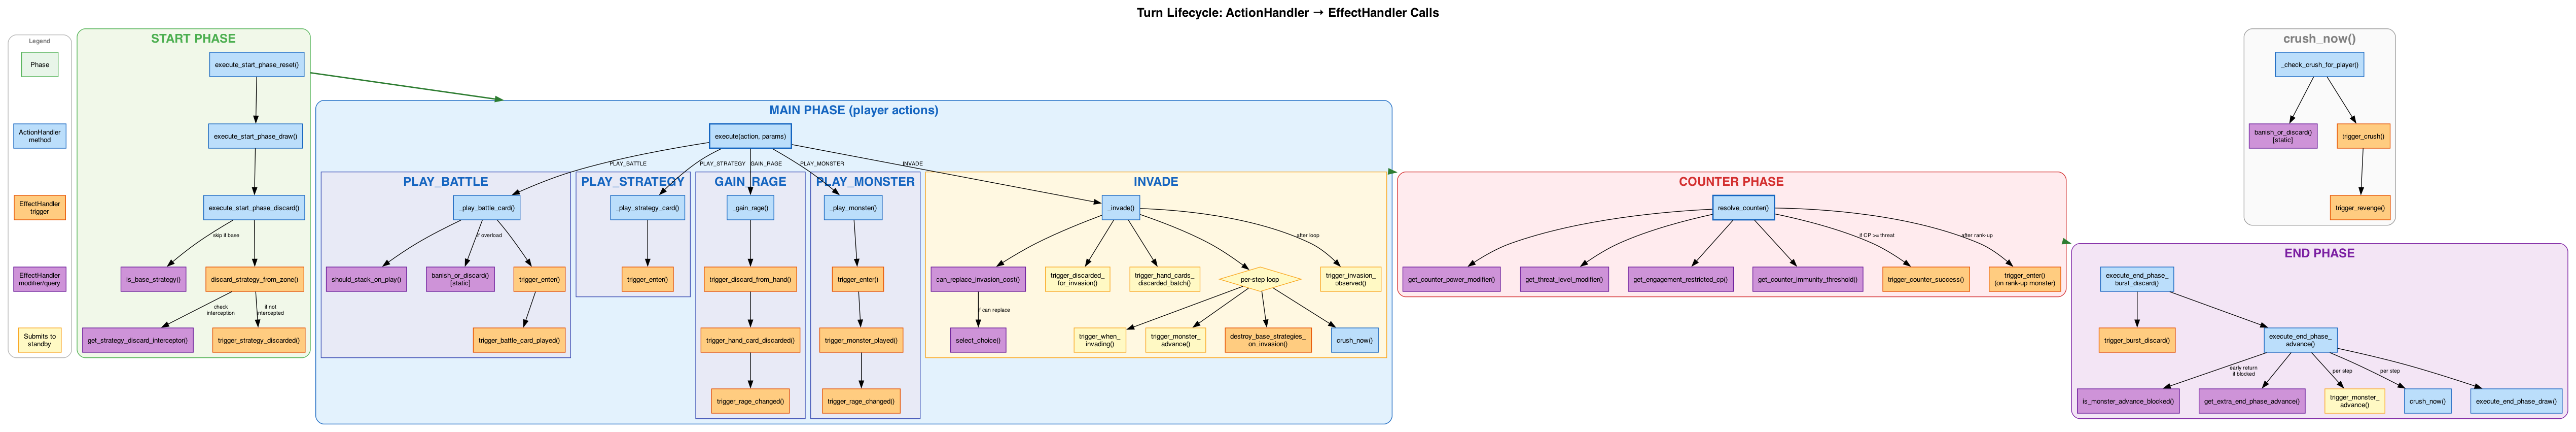 Turn Lifecycle: ActionHandler → EffectHandler Calls
Legend
Phase
ActionHandler
method
EffectHandler
trigger
EffectHandler
modifier/query
Submits to
standby
START PHASE
execute_start_phase_reset()
execute_start_phase_draw()
execute_start_phase_discard()
skip if base
is_base_strategy()
discard_strategy_from_zone()
check
interception
if not
intercepted
get_strategy_discard_interceptor()
trigger_strategy_discarded()
MAIN PHASE (player actions)
execute(action, params)
PLAY_BATTLE
PLAY_STRATEGY
GAIN_RAGE
PLAY_MONSTER
INVADE
PLAY_BATTLE
_play_battle_card()
if overload
should_stack_on_play()
banish_or_discard()
[static]
trigger_enter()
trigger_battle_card_played()
PLAY_STRATEGY
_play_strategy_card()
trigger_enter()
GAIN_RAGE
_gain_rage()
trigger_discard_from_hand()
trigger_hand_card_discarded()
trigger_rage_changed()
PLAY_MONSTER
_play_monster()
trigger_enter()
trigger_monster_played()
trigger_rage_changed()
INVADE
_invade()
after loop
can_replace_invasion_cost()
trigger_discarded_
for_invasion()
trigger_hand_cards_
discarded_batch()
per-step loop
trigger_invasion_
observed()
if can replace
select_choice()
trigger_when_
invading()
trigger_monster_
advance()
destroy_base_strategies_
on_invasion()
crush_now()
COUNTER PHASE
resolve_counter()
if CP >= threat
after rank-up
get_counter_power_modifier()
get_threat_level_modifier()
get_engagement_restricted_cp()
get_counter_immunity_threshold()
trigger_counter_success()
trigger_enter()
(on rank-up monster)
crush_now()
_check_crush_for_player()
banish_or_discard()
[static]
trigger_crush()
trigger_revenge()
END PHASE
execute_end_phase_
burst_discard()
trigger_burst_discard()
execute_end_phase_
advance()
early return
if blocked
per step
per step
is_monster_advance_blocked()
get_extra_end_phase_advance()
trigger_monster_
advance()
crush_now()
execute_end_phase_draw()